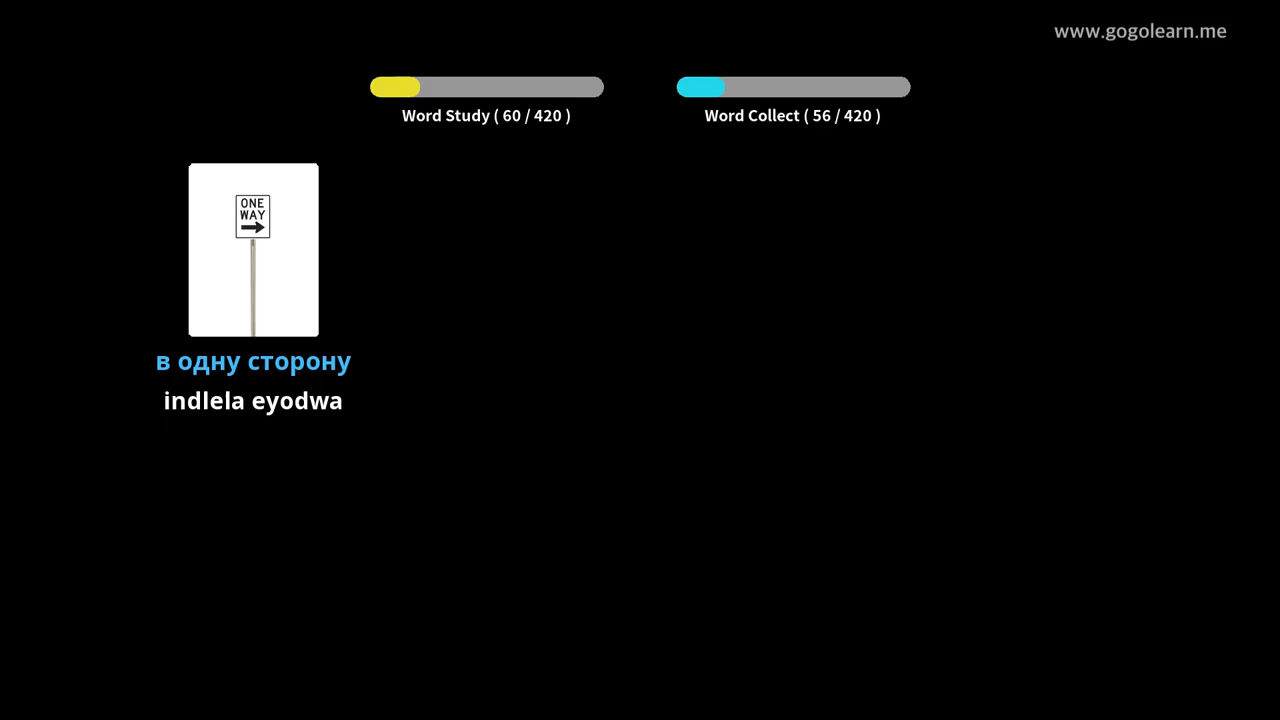 www.gogolearn.me
Word Study ( 60 / 420 )
Word Collect ( 56 / 420 )
ONE
WAY
в одну сторону
indlela eyodwa